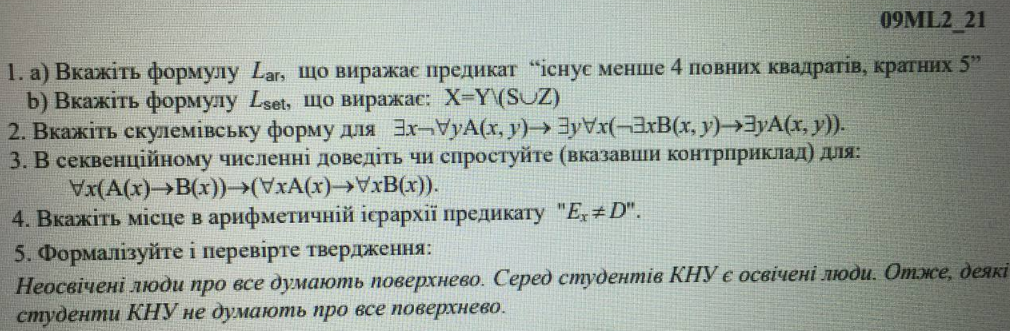 09ML2_21
1. a) Вкажіть формулу Lar, що виражає предикат “існує менше 4 повних квадратів, кратних 5”
b) Вкажіть формулу Lset, що виражає: X=Y\(S∪Z)
2. Вкажіть скулемівську форму для ∃x¬∀yA(x, y)→ ∃y∀x(¬∃xB(x, y)→∃yA(x, y)).
3. В секвенційному численні доведіть чи спростуйте (вказавши контрприклад) для:
∀x(A(x)→B(x))→(∀xA(x)→∀xB(x)).
4. Вкажіть місце в арифметичній ієрархії предикату "Ex≠D".
5. Формалізуйте і перевірте твердження:
Неосвічені люди про все думають поверхнево. Серед студентів КНУ є освічені люди. Отже, деякі
студенти КНУ не думають про все поверхнево.